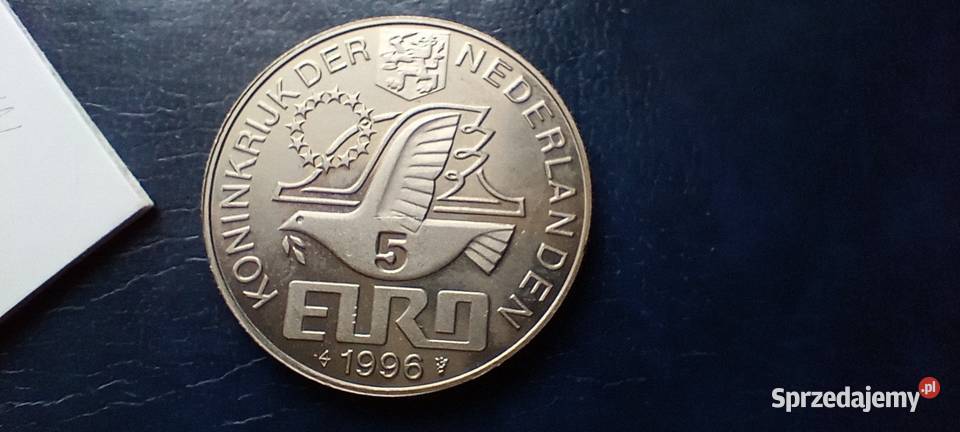 KONINKRIJK DER NEDERLANDEN
5
EURO
1996
Sprzedajemy.pl